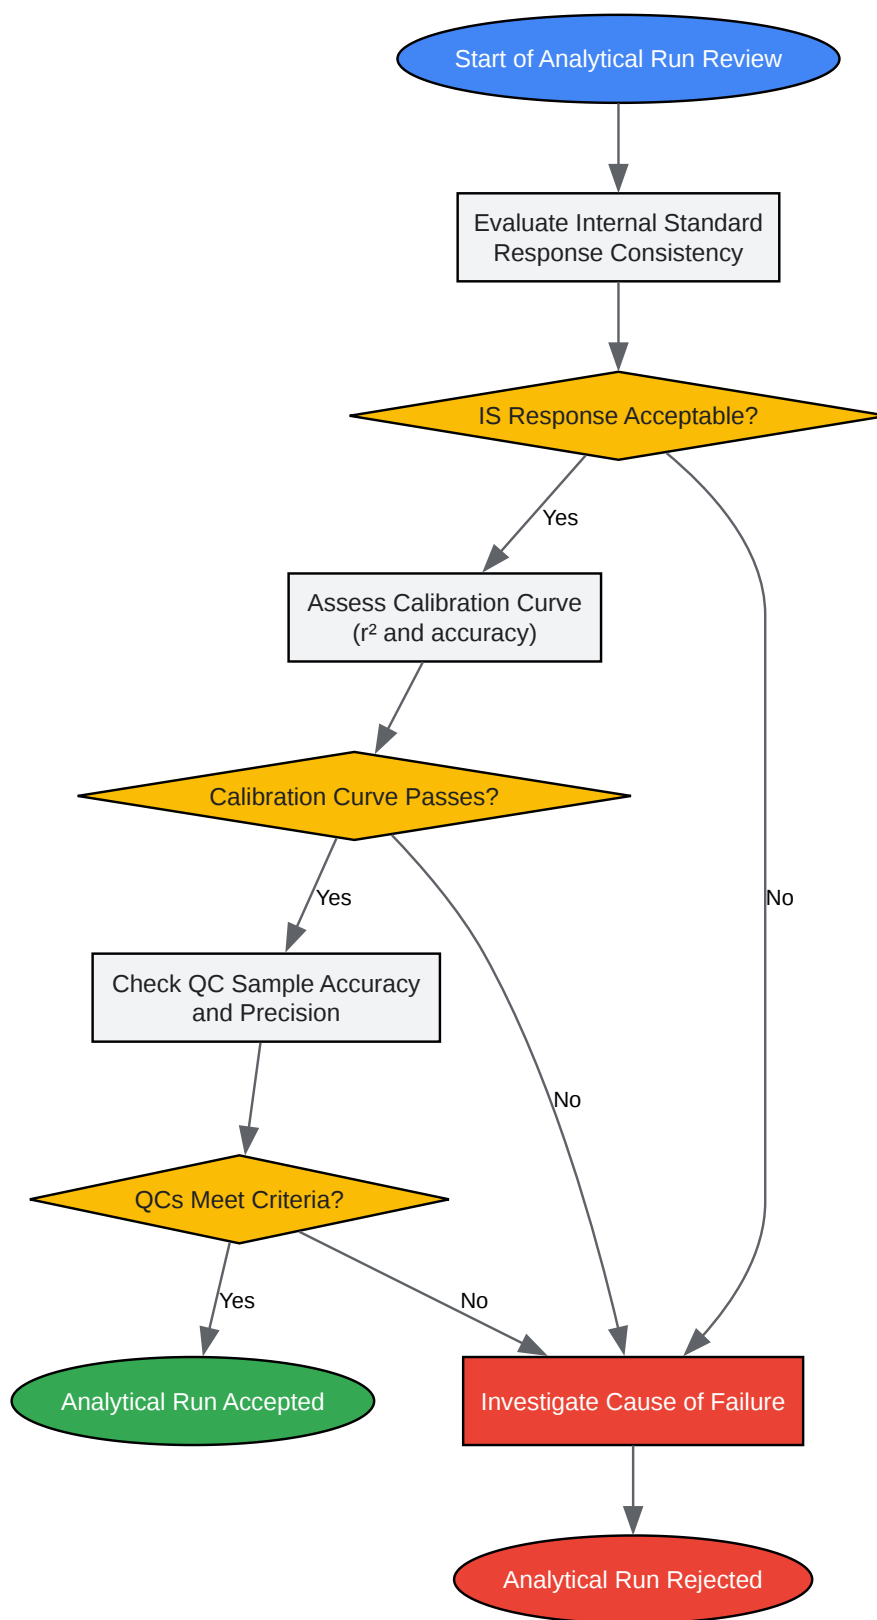 Start of Analytical Run Review
Evaluate Internal Standard
Response Consistency
IS Response Acceptable?
Yes
Assess Calibration Curve
(r² and accuracy)
Calibration Curve Passes?
Yes
No
Check QC Sample Accuracy
and Precision
No
QCs Meet Criteria?
Yes
No
Analytical Run Accepted
Investigate Cause of Failure
Analytical Run Rejected